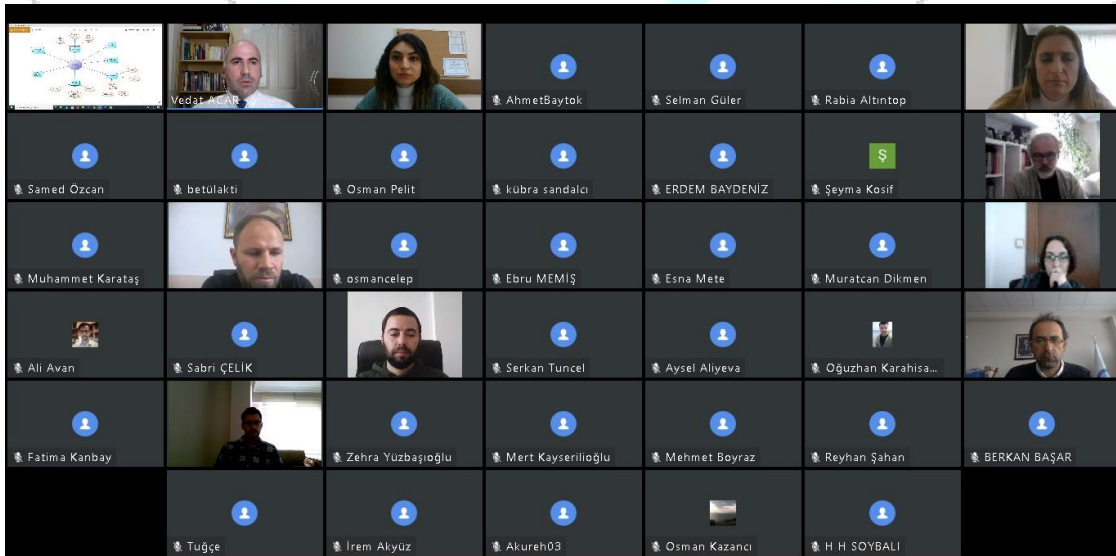 Vedat ACAR
AhmetBaytok
Selman Güler
Rabia Altıntop
Samed Özcan
betülakti
Osman Pelit
kübra sandalcı
ERDEM BAYDENİZ
Ş
Şeyma Kosif
Muhammet Karataş
osmancelep
Ebru MEMİŞ
Esna Mete
Muratcan Dikmen
Ali Avan
Sabri ÇELİK
Serkan Tuncel
Aysel Aliyeva
Oğuzhan Karahisa...
Fatima Kanbay
Zehra Yüzbaşıoğlu
Mert Kayserilioğlu
Mehmet Boyraz
Reyhan Şahan
BERKAN BAŞAR
Tuğçe
İrem Akyüz
Akureh03
Osman Kazancı
H H SOYBALI